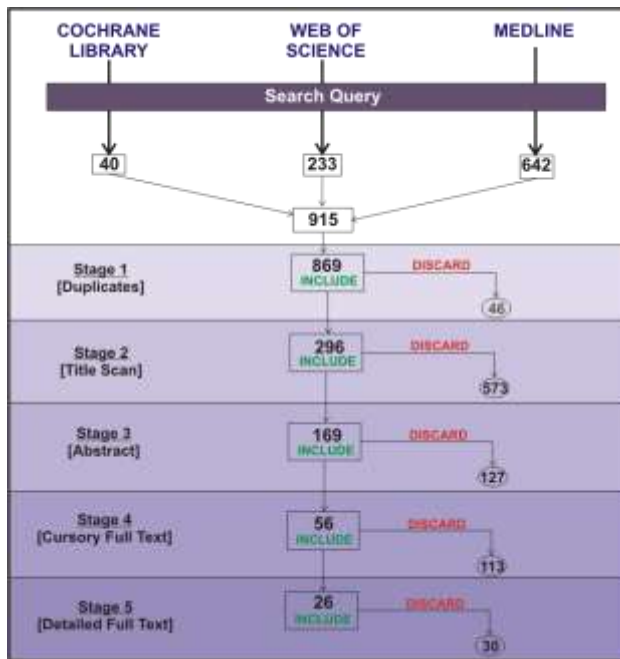 COCHRANE
LIBRARY
WEB OF
SCIENCE
MEDLINE
Search Query
40
233
642
915
Stage 1
[Duplicates]
869
INCLUDE
DISCARD
46
Stage 2
[Title Scan]
296
INCLUDE
DISCARD
573
Stage 3
[Abstract]
169
INCLUDE
DISCARD
127
Stage 4
[Cursory Full Text]
56
INCLUDE
DISCARD
113
Stage 5
[Detailed Full Text]
26
INCLUDE
DISCARD
30